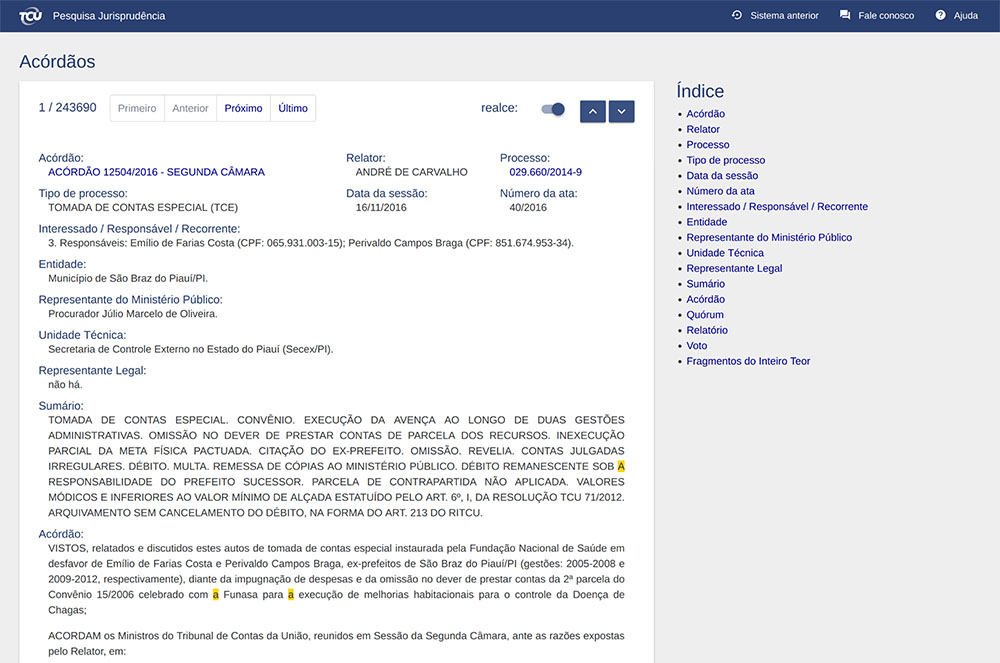 TCU Pesquisa Jurisprudência Sistema anterior Fale conosco Ajuda
Acórdãos
1 / 243690 Primeiro Anterior Próximo Último realce:
Acórdão: Relator: Processo:
ACÓRDÃO 12504/2016 - SEGUNDA CÂMARA ANDRÉ DE CARVALHO 029.660/2014-9
Tipo de processo: Data da sessão: Número da ata:
TOMADA DE CONTAS ESPECIAL (TCE) 16/11/2016 40/2016
Interessado / Responsável / Recorrente:
3. Responsáveis: Emílio de Farias Costa (CPF: 065.931.003-15); Perivaldo Campos Braga (CPF: 851.674.953-34).
Entidade:
Município de São Braz do Piauí/PI.
Representante do Ministério Público:
Procurador Júlio Marcelo de Oliveira.
Unidade Técnica:
Secretaria de Controle Externo no Estado do Piauí (Secex/PI).
Representante Legal:
não há.
Sumário:
TOMADA DE CONTAS ESPECIAL. CONVÊNIO. EXECUÇÃO DA AVENÇA AO LONGO DE DUAS GESTÕES
ADMINISTRATIVAS. OMISSÃO NO DEVER DE PRESTAR CONTAS DE PARCELA DOS RECURSOS. INEXECUÇÃO
PARCIAL DA META FÍSICA PACTUADA. CITAÇÃO DO EX-PREFEITO. OMISSÃO. REVELIA. CONTAS JULGADAS
IRREGULARES. DÉBITO. MULTA. REMESSA DE CÓPIAS AO MINISTÉRIO PÚBLICO. DÉBITO REMANESCENTE SOB A
RESPONSABILIDADE DO PREFEITO SUCESSOR. PARCELA DE CONTRAPARTIDA NÃO APLICADA. VALORES
MÓDICOS E INFERIORES AO VALOR MÍNIMO DE ALÇADA ESTATUÍDO PELO ART. 6º, I, DA RESOLUÇÃO TCU 71/2012.
ARQUIVAMENTO SEM CANCELAMENTO DO DÉBITO, NA FORMA DO ART. 213 DO RITCU.
Acórdão:
VISTOS, relatados e discutidos estes autos de tomada de contas especial instaurada pela Fundação Nacional de Saúde em
desfavor de Emílio de Farias Costa e Perivaldo Campos Braga, ex-prefeitos de São Braz do Piauí/PI (gestões: 2005-2008 e
2009-2012, respectivamente), diante da impugnação de despesas e da omissão no dever de prestar contas da 2ª parcela do
Convênio 15/2006 celebrado com a Funasa para a execução de melhorias habitacionais para o controle da Doença de
Chagas;
ACORDAM os Ministros do Tribunal de Contas da União, reunidos em Sessão da Segunda Câmara, ante as razões expostas
pelo Relator, em:
Índice
Acórdão
Relator
Processo
Tipo de processo
Data da sessão
Número da ata
Interessado / Responsável / Recorrente
Entidade
Representante do Ministério Público
Unidade Técnica
Representante Legal
Sumário
Acórdão
Quórum
Relatório
Voto
Fragmentos do Inteiro Teor